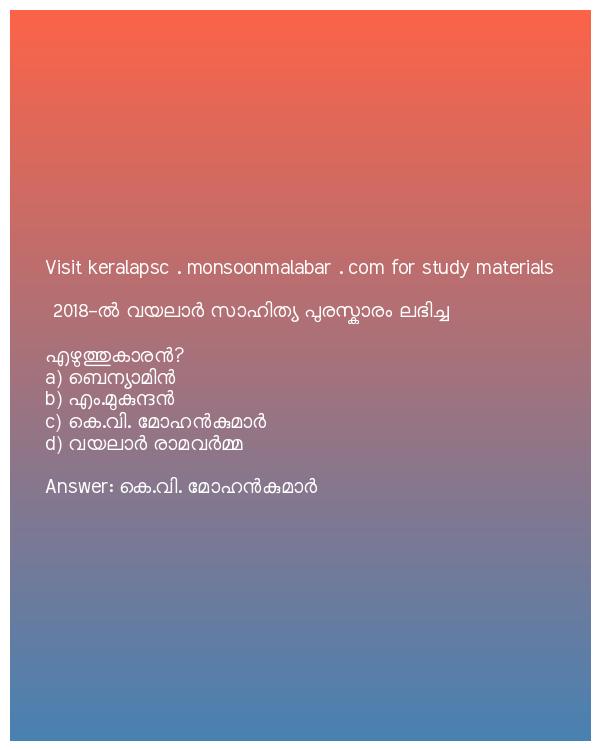 Visit keralapsc . monsoonmalabar . com for study materials
2018-ൽ വയലാർ സാഹിത്യ പുരസ്കാരം ലഭിച്ച
എഴുത്തുകാരൻ?
a) ബെന്യാമിൻ
b) എം.മുകുന്ദൻ
c) കെ.വി. മോഹൻകുമാർ
d) വയലാർ രാമവർമ്മ
Answer: കെ.വി. മോഹൻകുമാർ